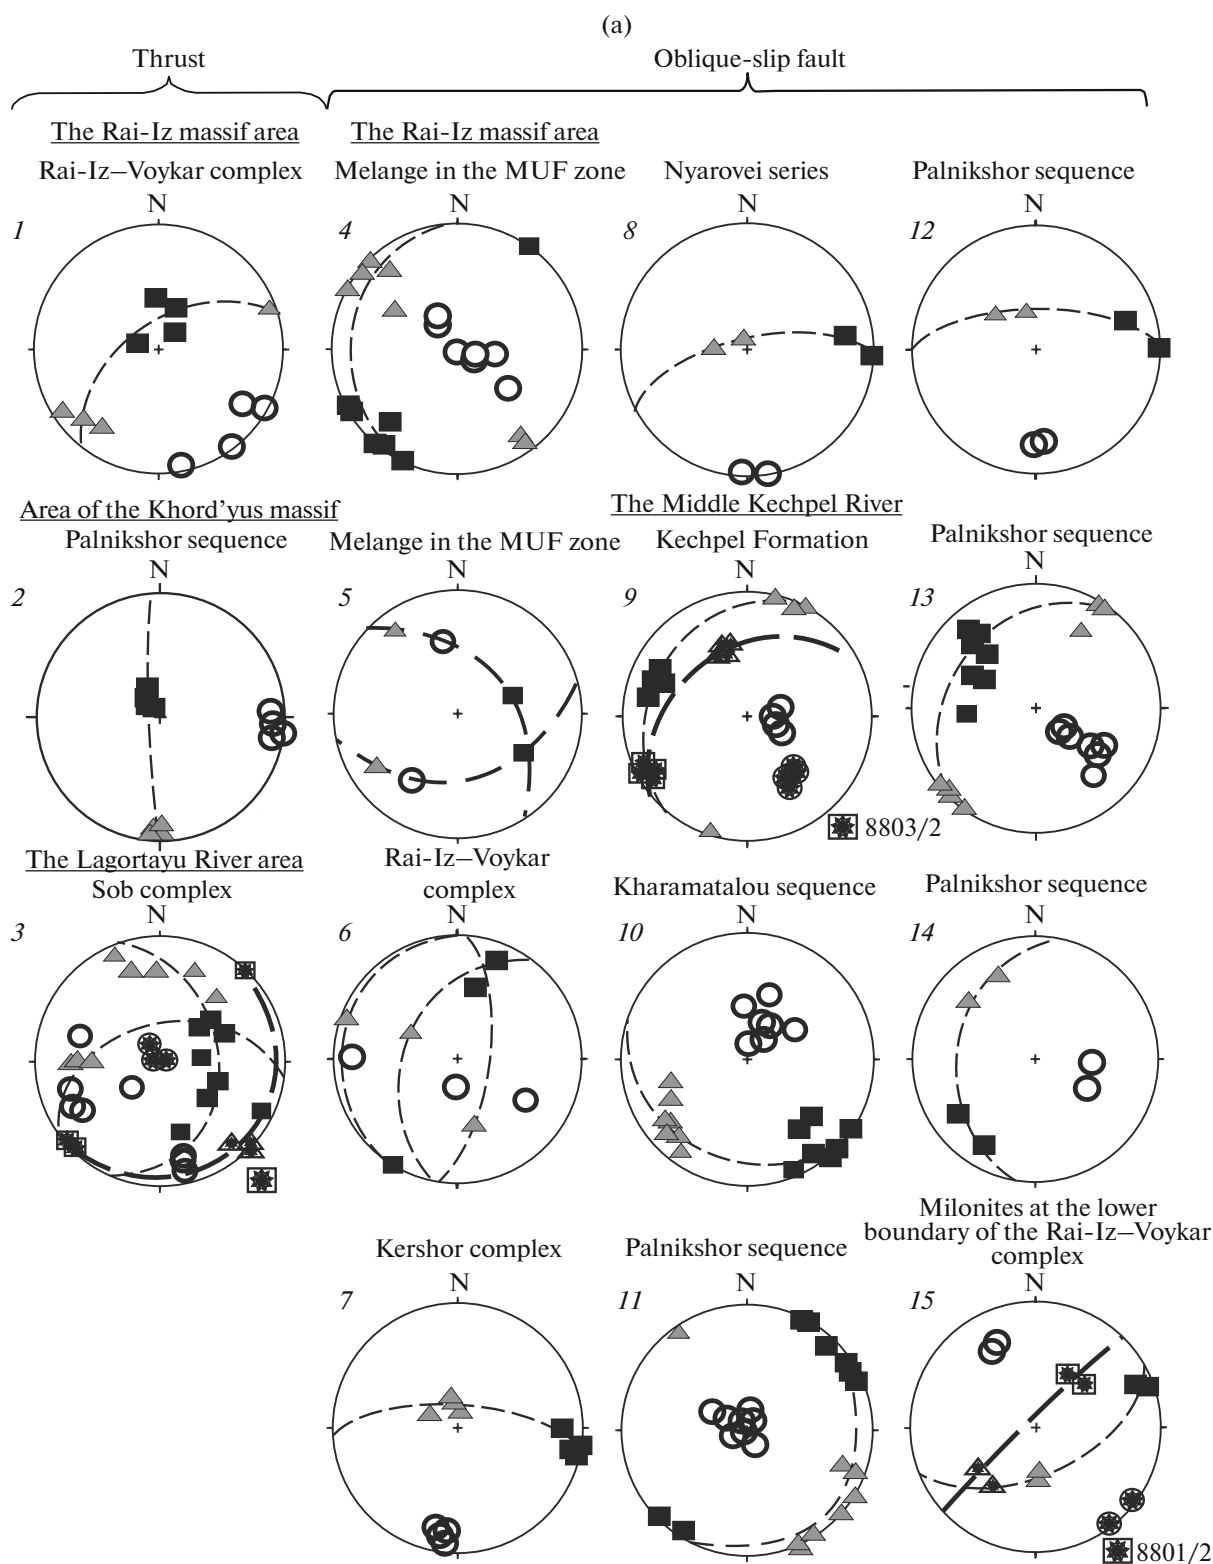 (a)
Thrust
Oblique-slip fault
The Rai-Iz massif area
The Rai-Iz massif area
Rai-Iz–Voykar complex
Melange in the MUF zone
Nyarovei series
Palnikshor sequence
N
N
N
N
1
4
8
12
Area of the Khord'yus massif
The Middle Kechpel River
Palnikshor sequence
Melange in the MUF zone
Kechpel Formation
Palnikshor sequence
N
N
N
N
2
5
9
13
8803/2
The Lagortayu River area
Sob complex
Rai-Iz–Voykar
complex
Kharamatalou sequence
Palnikshor sequence
N
N
N
N
3
6
10
14
Kershor complex
Palnikshor sequence
Milonites at the lower
boundary of the Rai-Iz–Voykar
complex
N
N
N
7
11
15
8801/2